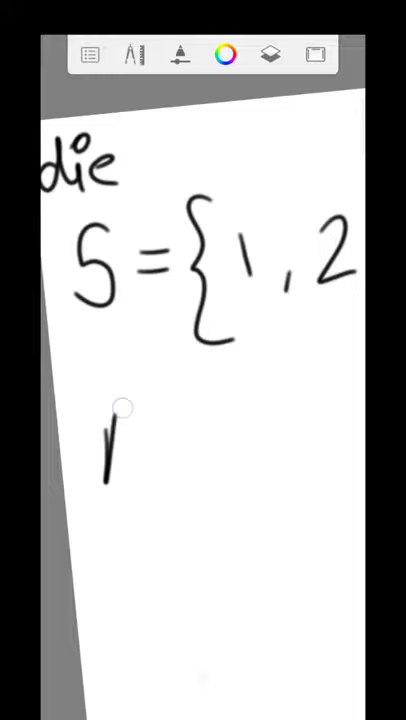 die
S = { 1 , 2